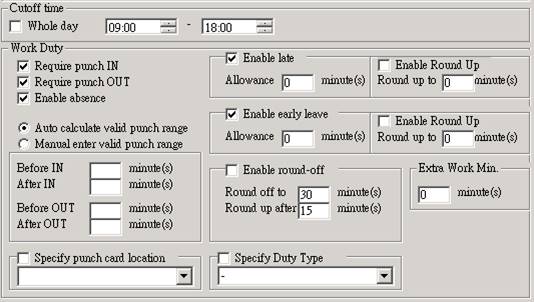 Cutoff time
Whole day 09:00 - 18:00
Work Duty
Require punch IN
Require punch OUT
Enable absence
Auto calculate valid punch range
Manual enter valid punch range
Before IN minute(s)
After IN minute(s)
Before OUT minute(s)
After OUT minute(s)
Enable late
Allowance 0 minute(s)
Enable Round Up
Round up to 0 minute(s)
Enable early leave
Allowance 0 minute(s)
Enable Round Up
Round up to 0 minute(s)
Enable round-off
Round off to 30 minute(s)
Round up after 15 minute(s)
Extra Work Min.
0 minute(s)
Specify punch card location
Specify Duty Type
-